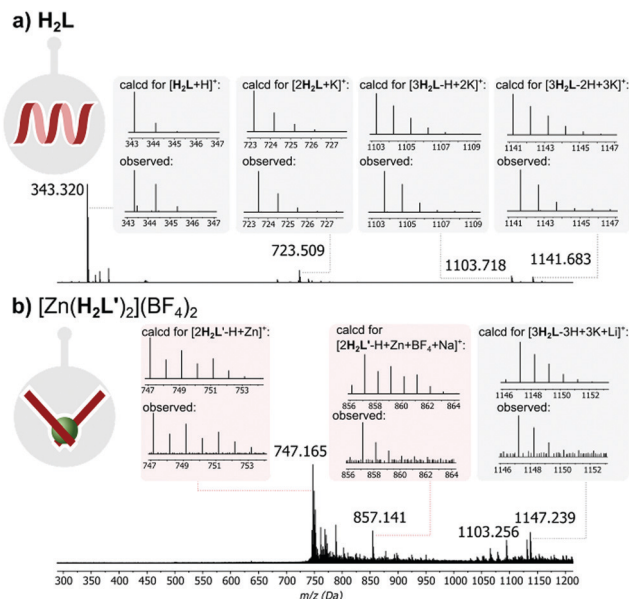 a) H₂L
calcd for [H₂L+H]⁺:
343 344 345 346 347
observed:
343 344 345 346 347
calcd for [2H₂L+K]⁺:
723 724 725 726 727
observed:
723 724 725 726 727
calcd for [3H₂L-H+2K]⁺:
1103 1105 1107 1109
observed:
1103 1105 1107 1109
calcd for [3H₂L-2H+3K]⁺:
1141 1143 1145 1147
observed:
1141 1143 1145 1147
343.320
723.509
1103.718
1141.683
b) [Zn(H₂L')₂](BF₄)₂
calcd for [2H₂L'-H+Zn]⁺:
747 749 751 753
observed:
747 749 751 753
calcd for
[2H₂L'-H+Zn+BF₄+Na]⁺:
856 858 860 862 864
observed:
856 858 860 862 864
calcd for [3H₂L-3H+3K+Li]⁺:
1146 1148 1150 1152
observed:
1146 1148 1150 1152
747.165
857.141
1103.256
1147.239
300 350 400 450 500 550 600 650 700 750 800 850 900 950 1000 1050 1100 1150 1200
m/z (Da)